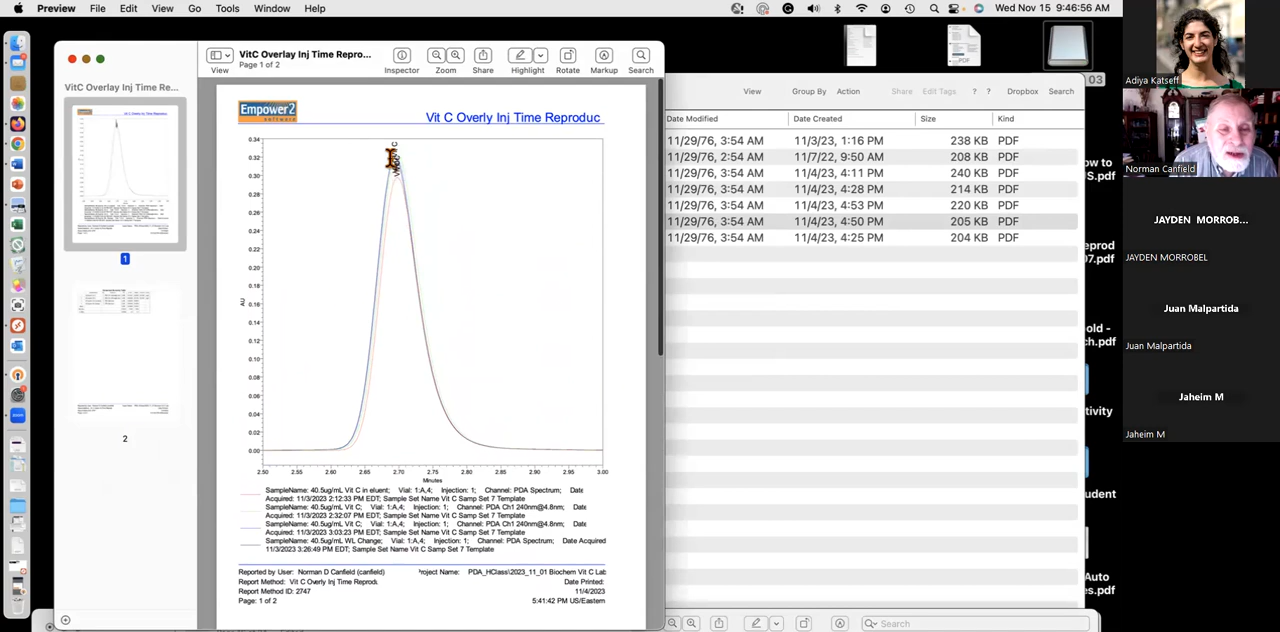 Preview File Edit View Go Tools Window Help Wed Nov 15 9:46:56 AM
VitC Overlay Inj Time Repro...
Page 1 of 2
View Inspector Zoom Share Highlight Rotate Markup Search
VitC Overlay Inj Time Re...
1
2
Empower2
SOFTWARE
Vit C Overly Inj Time Reproduc
0.34
0.32
0.30
0.28
0.26
0.24
0.22
0.20
0.18
0.16
0.14
0.12
0.10
0.08
0.06
0.04
0.02
0.00
AU
2.50 2.55 2.60 2.65 2.70 2.75 2.80 2.85 2.90 2.95 3.00
Minutes
SampleName: 40.5ug/mL Vit C in eluent; Vial: 1:A,4; Injection: 1; Channel: PDA Spectrum; Date
Acquired: 11/3/2023 2:12:33 PM EDT; Sample Set Name Vit C Samp Set 7 Template
SampleName: 40.5ug/mL Vit C; Vial: 1:A,4; Injection: 1; Channel: PDA Ch1 240nm@4.8nm; Date
Acquired: 11/3/2023 2:32:07 PM EDT; Sample Set Name Vit C Samp Set 7 Template
SampleName: 40.5ug/mL Vit C; Vial: 1:A,4; Injection: 1; Channel: PDA Ch1 240nm@4.8nm; Date
Acquired: 11/3/2023 3:03:23 PM EDT; Sample Set Name Vit C Samp Set 7 Template
SampleName: 40.5ug/mL WL Change; Vial: 1:A,4; Injection: 1; Channel: PDA Spectrum; Date Acquired
11/3/2023 3:26:49 PM EDT; Sample Set Name Vit C Samp Set 7 Template
Reported by User: Norman D Canfield (canfield) Project Name: PDA_HClass\2023_11_01 Biochem Vit C Lab
Report Method: Vit C Overly Inj Time Reproduc Date Printed:
Report Method ID: 2747 11/4/2023
Page: 1 of 2 5:41:42 PM US/Eastern
View Group By Action Share Edit Tags ? ? Dropbox Search
Date Modified Date Created Size Kind
11/29/76, 3:54 AM 11/3/23, 1:16 PM 238 KB PDF
11/29/76, 3:54 AM 11/7/22, 9:50 AM 208 KB PDF
11/29/76, 3:54 AM 11/4/23, 4:11 PM 240 KB PDF
11/29/76, 3:54 AM 11/4/23, 4:28 PM 214 KB PDF
11/29/76, 3:54 AM 11/4/23, 4:53 PM 220 KB PDF
11/29/76, 3:54 AM 11/4/23, 4:50 PM 205 KB PDF
11/29/76, 3:54 AM 11/4/23, 4:25 PM 204 KB PDF
Search
PDF
03
ow to
S.pdf
eprod
07.pdf
old -
ch.pdf
tivity
udent
Auto
es.pdf
Adiya Katseff
Norman Canfield
JAYDEN MORROB...
JAYDEN MORROBEL
Juan Malpartida
Juan Malpartida
Jaheim M
Jaheim M